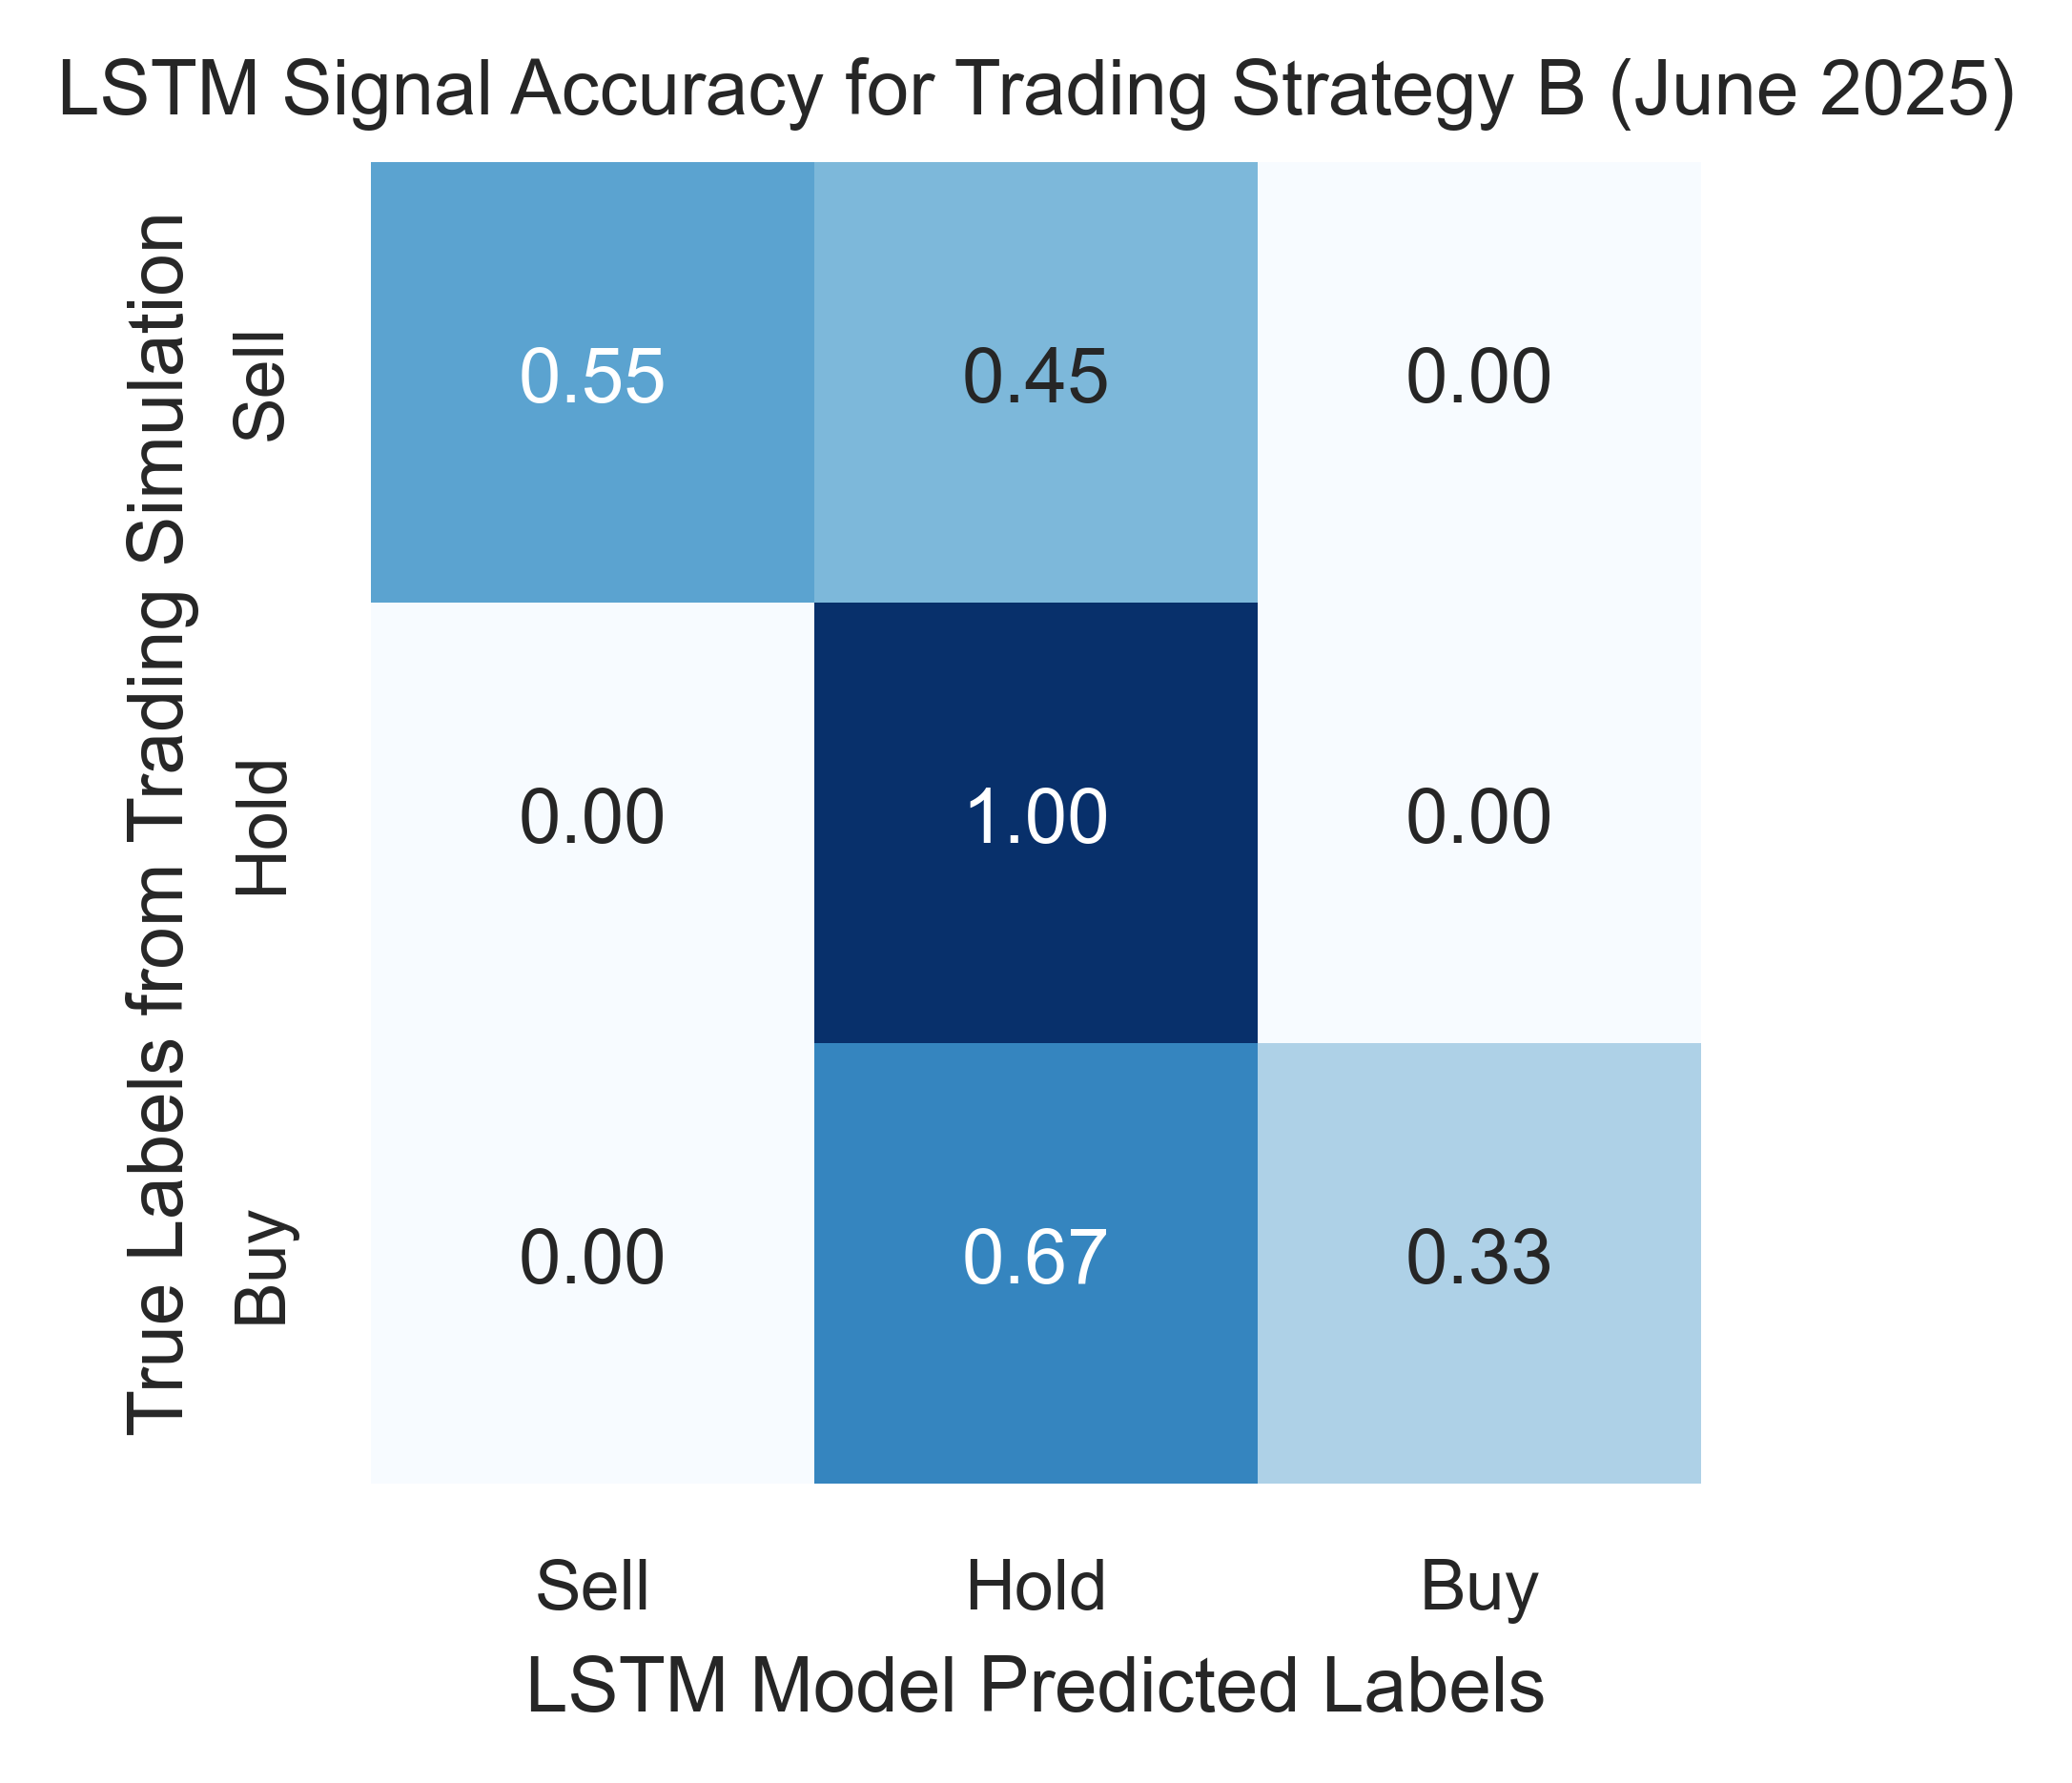 LSTM Signal Accuracy for Trading Strategy B (June 2025)
True Labels from Trading Simulation
Sell
0.55 0.45 0.00
Hold
0.00 1.00 0.00
Buy
0.00 0.67 0.33
Sell Hold Buy
LSTM Model Predicted Labels